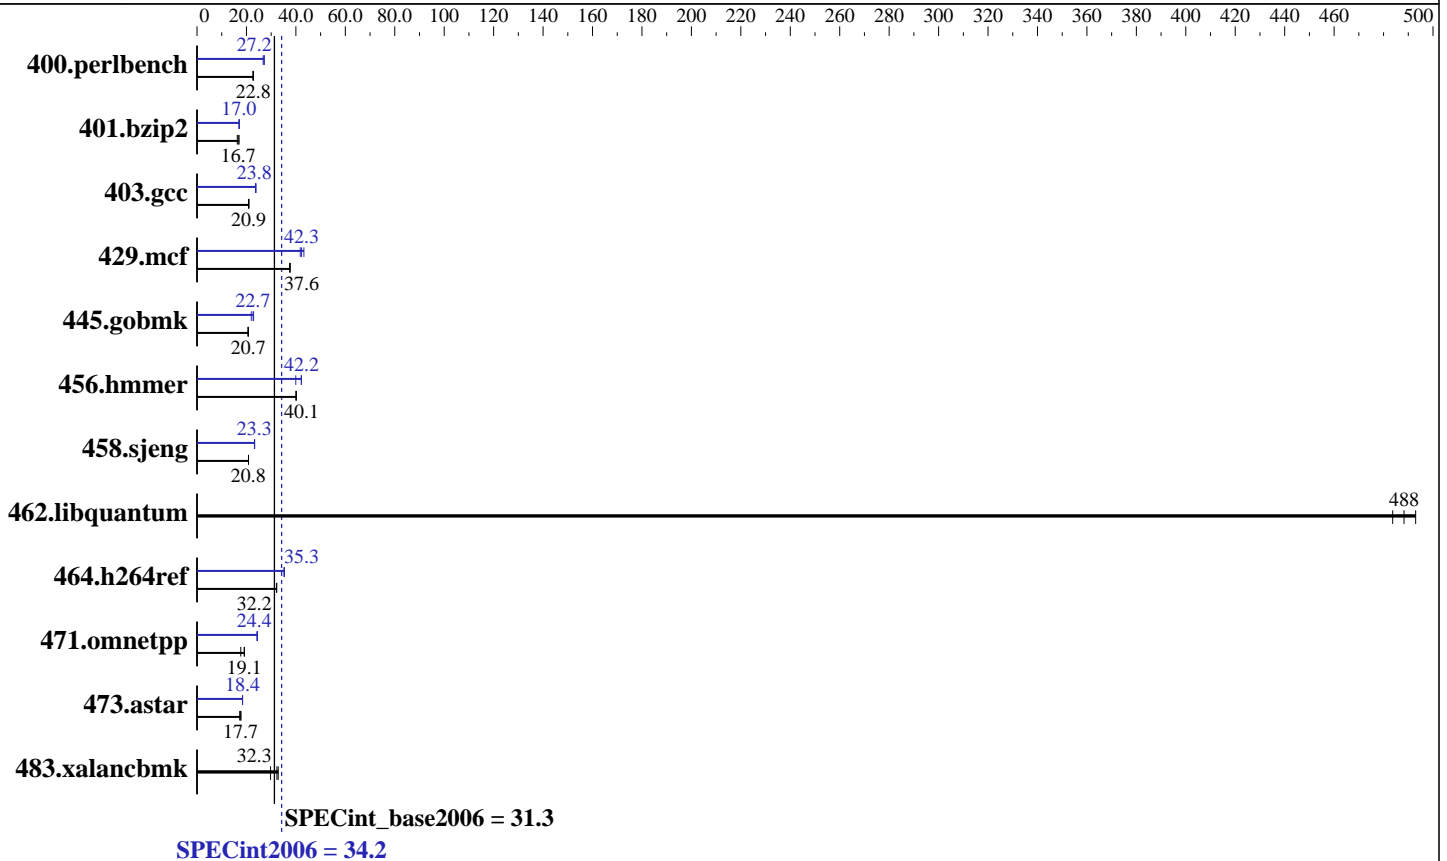 0 20.0 40.0 60.0 80.0 100 120 140 160 180 200 220 240 260 280 300 320 340 360 380 400 420 440 460 500
27.2
400.perlbench
22.8
17.0
401.bzip2
16.7
23.8
403.gcc
20.9
42.3
429.mcf
37.6
22.7
445.gobmk
20.7
42.2
456.hmmer
40.1
23.3
458.sjeng
20.8
488
462.libquantum
35.3
464.h264ref
32.2
24.4
471.omnetpp
19.1
18.4
473.astar
17.7
32.3
483.xalancbmk
SPECint_base2006 = 31.3
SPECint2006 = 34.2